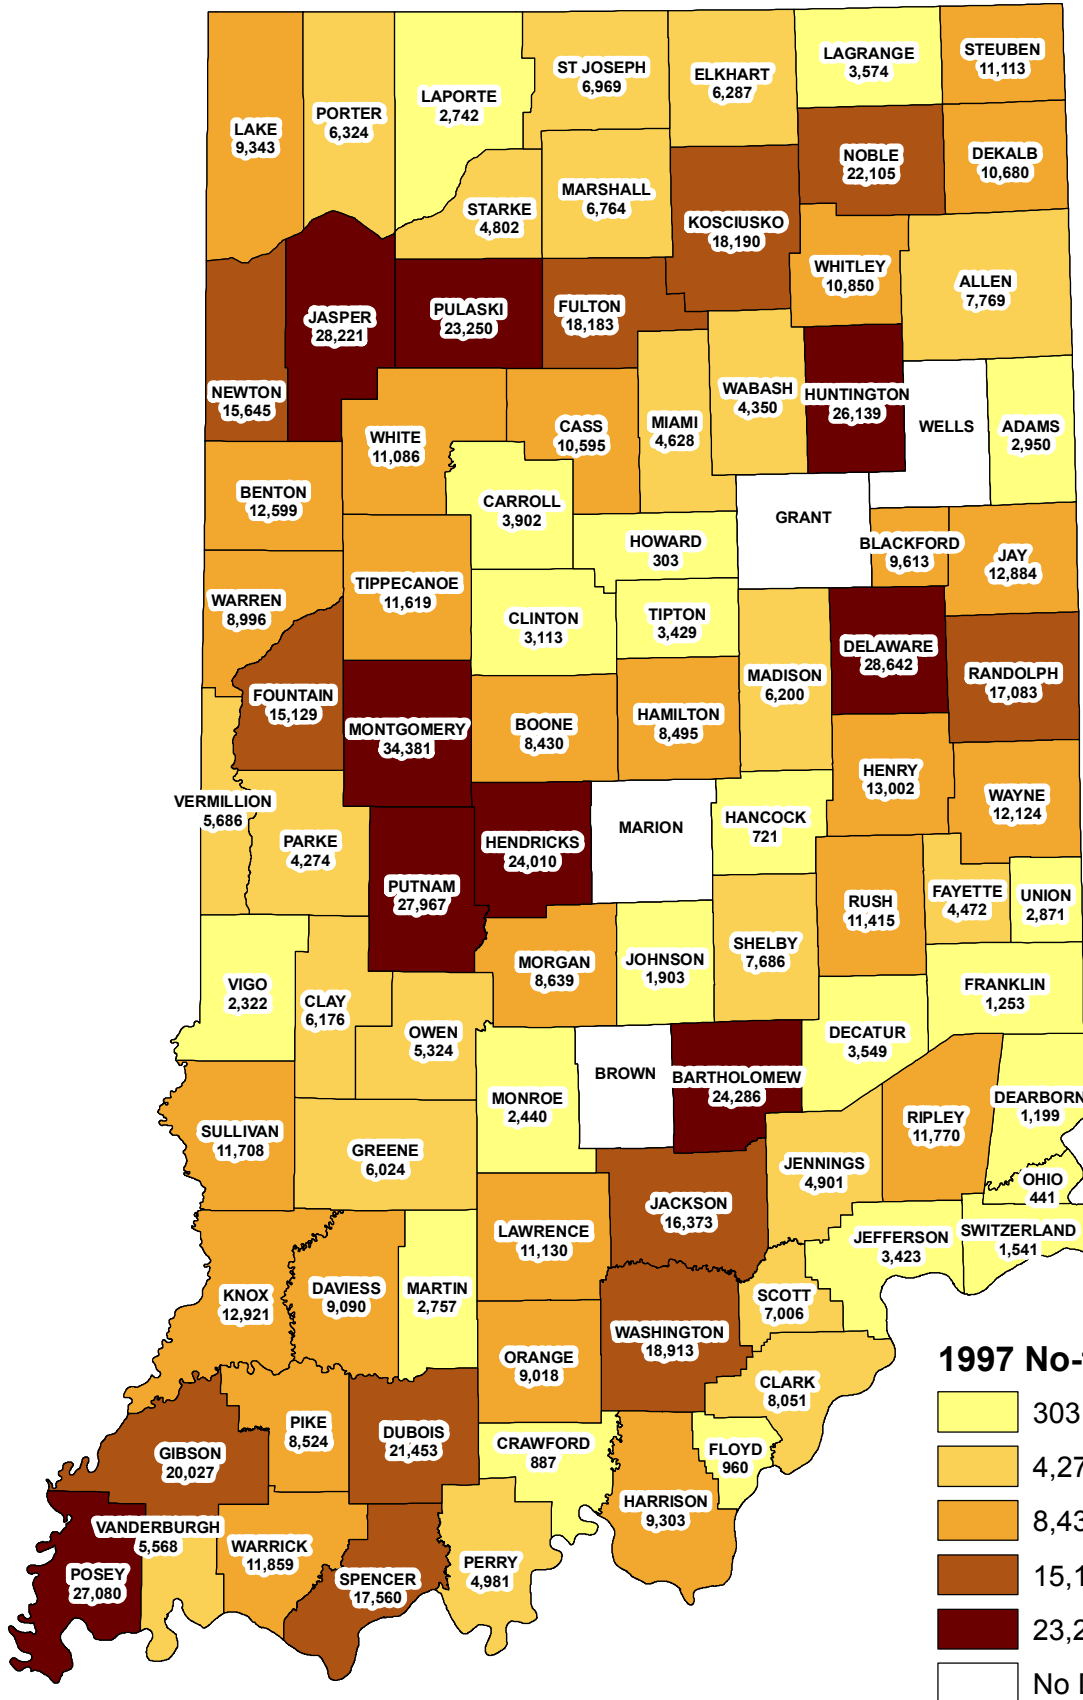 LAGRANGE
3,574
STEUBEN
11,113
ST JOSEPH
6,969
ELKHART
6,287
LAPORTE
2,742
PORTER
6,324
LAKE
9,343
NOBLE
22,105
DEKALB
10,680
MARSHALL
6,764
STARKE
4,802
KOSCIUSKO
18,190
WHITLEY
10,850
ALLEN
7,769
JASPER
28,221
PULASKI
23,250
FULTON
18,183
NEWTON
15,645
WABASH
4,350
HUNTINGTON
26,139
WELLS
ADAMS
2,950
WHITE
11,086
CASS
10,595
MIAMI
4,628
BENTON
12,599
CARROLL
3,902
GRANT
HOWARD
303
BLACKFORD
9,613
JAY
12,884
TIPPECANOE
11,619
WARREN
8,996
CLINTON
3,113
TIPTON
3,429
DELAWARE
28,642
RANDOLPH
17,083
MADISON
6,200
FOUNTAIN
15,129
MONTGOMERY
34,381
BOONE
8,430
HAMILTON
8,495
HENRY
13,002
WAYNE
12,124
VERMILLION
5,686
PARKE
4,274
HENDRICKS
24,010
MARION
HANCOCK
721
PUTNAM
27,967
RUSH
11,415
FAYETTE
4,472
UNION
2,871
MORGAN
8,639
JOHNSON
1,903
SHELBY
7,686
VIGO
2,322
CLAY
6,176
OWEN
5,324
FRANKLIN
1,253
DECATUR
3,549
MONROE
2,440
BROWN
BARTHOLOMEW
24,286
RIPLEY
11,770
DEARBORN
1,199
SULLIVAN
11,708
GREENE
6,024
JENNINGS
4,901
OHIO
441
LAWRENCE
11,130
JACKSON
16,373
JEFFERSON
3,423
SWITZERLAND
1,541
KNOX
12,921
DAVIESS
9,090
MARTIN
2,757
SCOTT
7,006
WASHINGTON
18,913
ORANGE
9,018
CLARK
8,051
1997 No-
303
4,27
8,43
15,1
23,2
No
PIKE
8,524
DUBOIS
21,453
CRAWFORD
887
FLOYD
960
GIBSON
20,027
HARRISON
9,303
VANDERBURGH
5,568
WARRICK
11,859
POSEY
27,080
SPENCER
17,560
PERRY
4,981